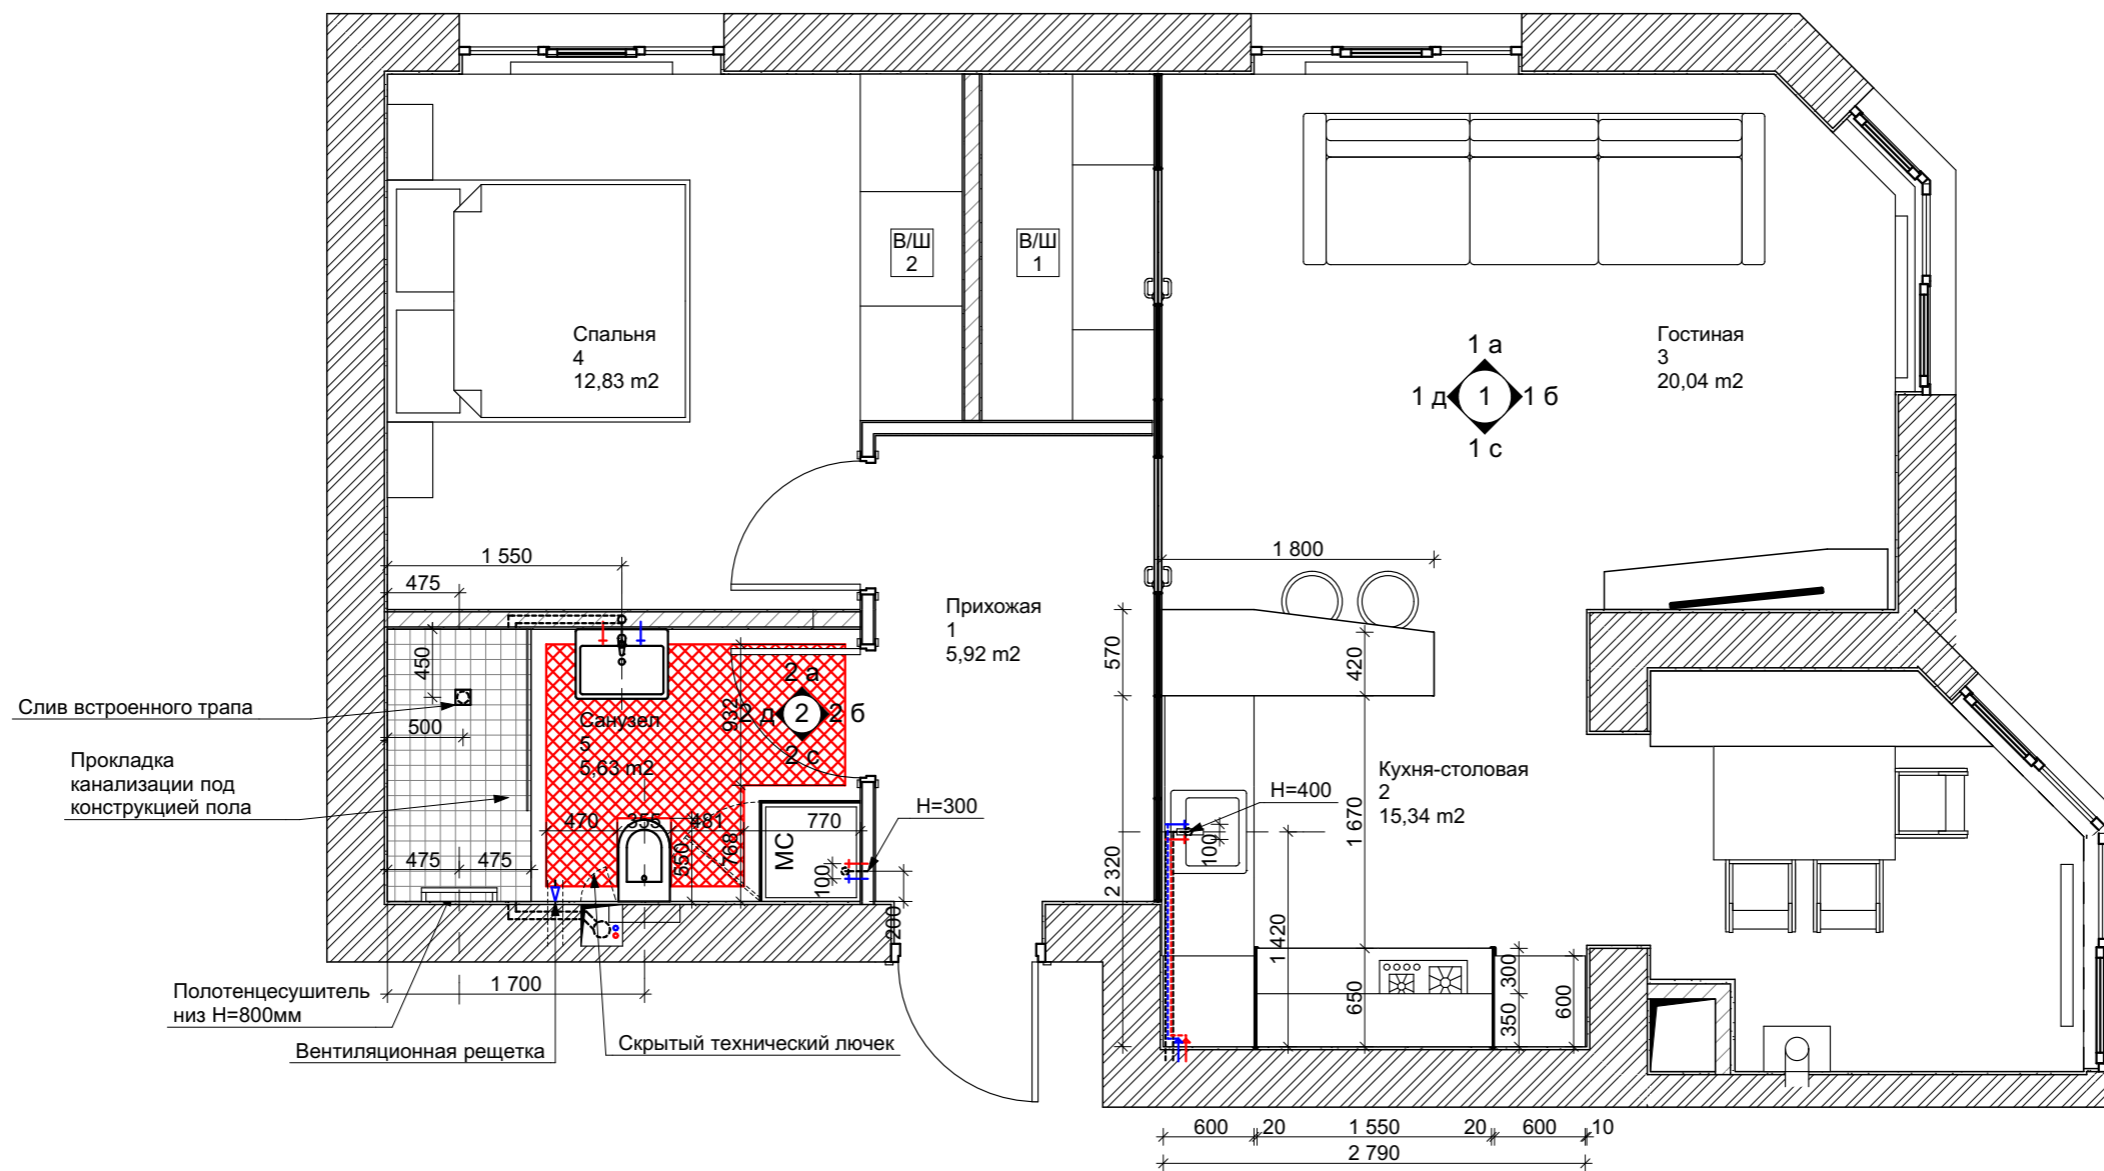 В/Ш
2
В/Ш
1
Спальня
4
12,83 m2
Гостиная
3
20,04 m2
1 а
1 д
1
1 б
1 с
1 550
475
1 800
Прихожая
1
5,92 m2
570
420
450
Слив встроенного трапа
500
Санузел
5
5,63 m2
932
2 а
2 д
2
2 б
2 с
Прокладка
канализации под
конструкцией пола
Кухня-столовая
2
15,34 m2
H=400
H=300
1 670
100
2 320
470
355
481
770
550
768
МС
100
475
475
200
1 420
1 700
650
300
350
600
Полотенцесушитель
низ H=800мм
Вентиляционная решетка
Скрытый технический лючек
600
20
1 550
20
600
10
2 790